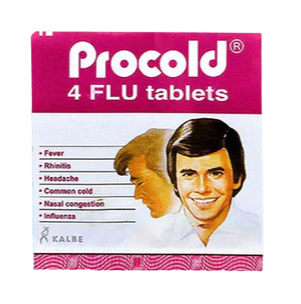 Procold®
4 FLU tablets
• Fever
• Rhinitis
• Headache
• Common cold
• Nasal congestion
• Influenza
KALBE